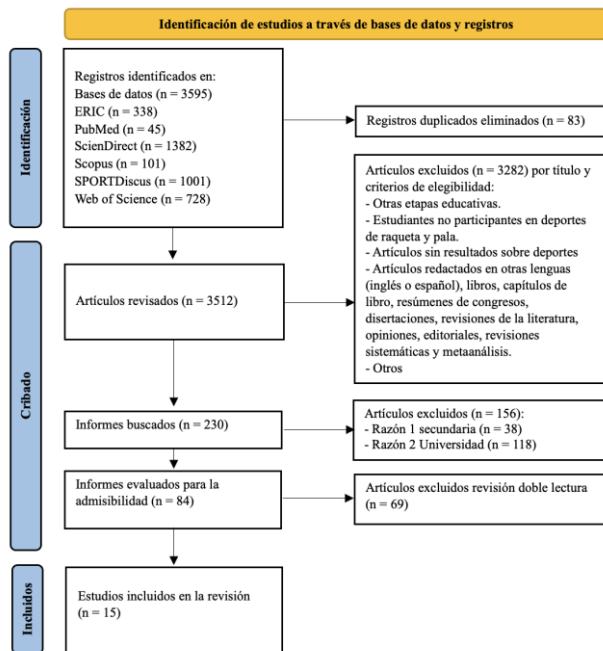 Identificación de estudios a través de bases de datos y registros
Identificación
Registros identificados en:
Bases de datos (n = 3595)
ERIC (n = 338)
PubMed (n = 45)
ScienDirect (n = 1382)
Scopus (n = 101)
SPORTDiscus (n = 1001)
Web of Science (n = 728)
Registros duplicados eliminados (n = 83)
Cribado
Artículos revisados (n = 3512)
Artículos excluidos (n = 3282) por título y
criterios de elegibilidad:
- Otras etapas educativas.
- Estudiantes no participantes en deportes
de raqueta y pala.
- Artículos sin resultados sobre deportes
- Artículos redactados en otras lenguas
(inglés o español), libros, capítulos de
libro, resúmenes de congresos,
disertaciones, revisiones de la literatura,
opiniones, editoriales, revisiones
sistemáticas y metaanálisis.
- Otros
Informes buscados (n = 230)
Artículos excluidos (n = 156):
- Razón 1 secundaria (n = 38)
- Razón 2 Universidad (n = 118)
Informes evaluados para la
admisibilidad (n = 84)
Artículos excluidos revisión doble lectura
(n = 69)
Incluidos
Estudios incluidos en la revisión
(n = 15)